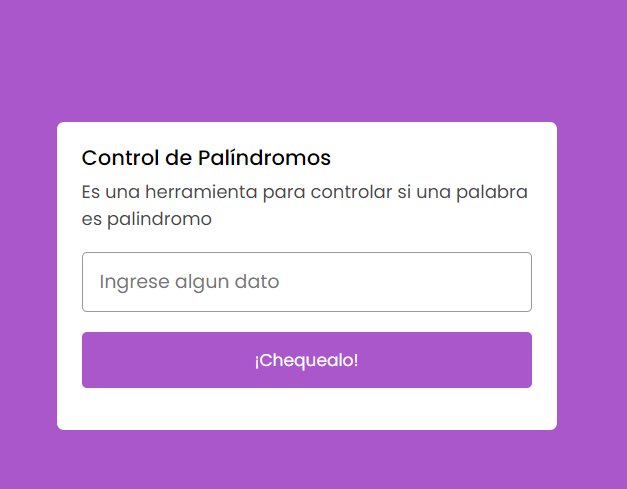 Control de Palíndromos
Es una herramienta para controlar si una palabra
es palindromo
Ingrese algun dato
¡Chequealo!